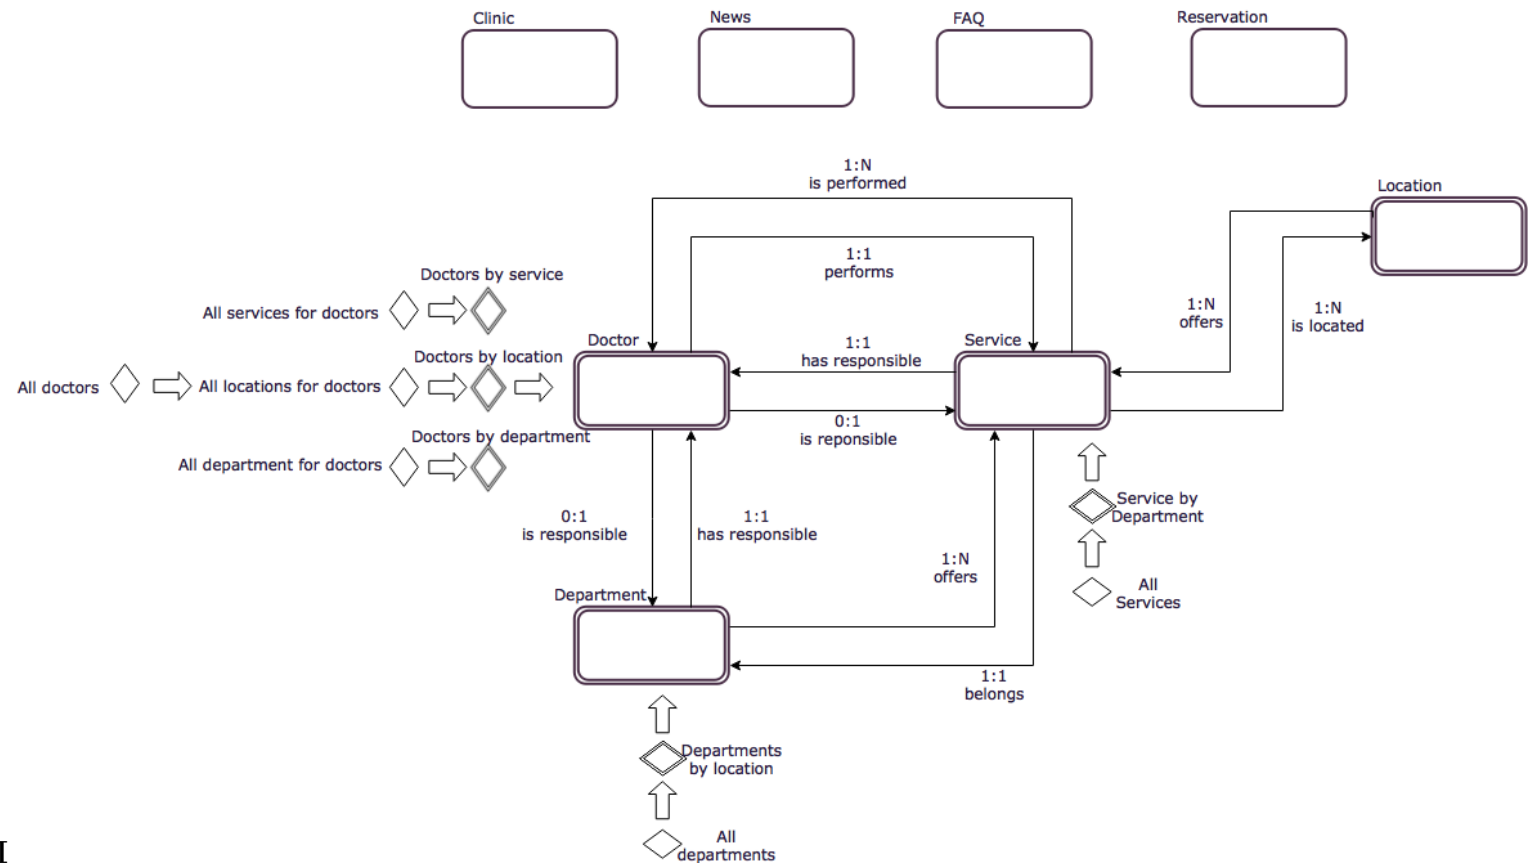 Clinic
News
FAQ
Reservation
1:N
is performed
Location
1:1
performs
Doctors by service
All services for doctors
1:N
offers
1:N
is located
Doctor
Service
1:1
has responsible
Doctors by location
All doctors
All locations for doctors
0:1
is reponsible
Doctors by department
All department for doctors
0:1
is responsible
1:1
has responsible
Service by
Department
1:N
offers
All
Services
Department
1:1
belongs
Departments
by location
All
departments